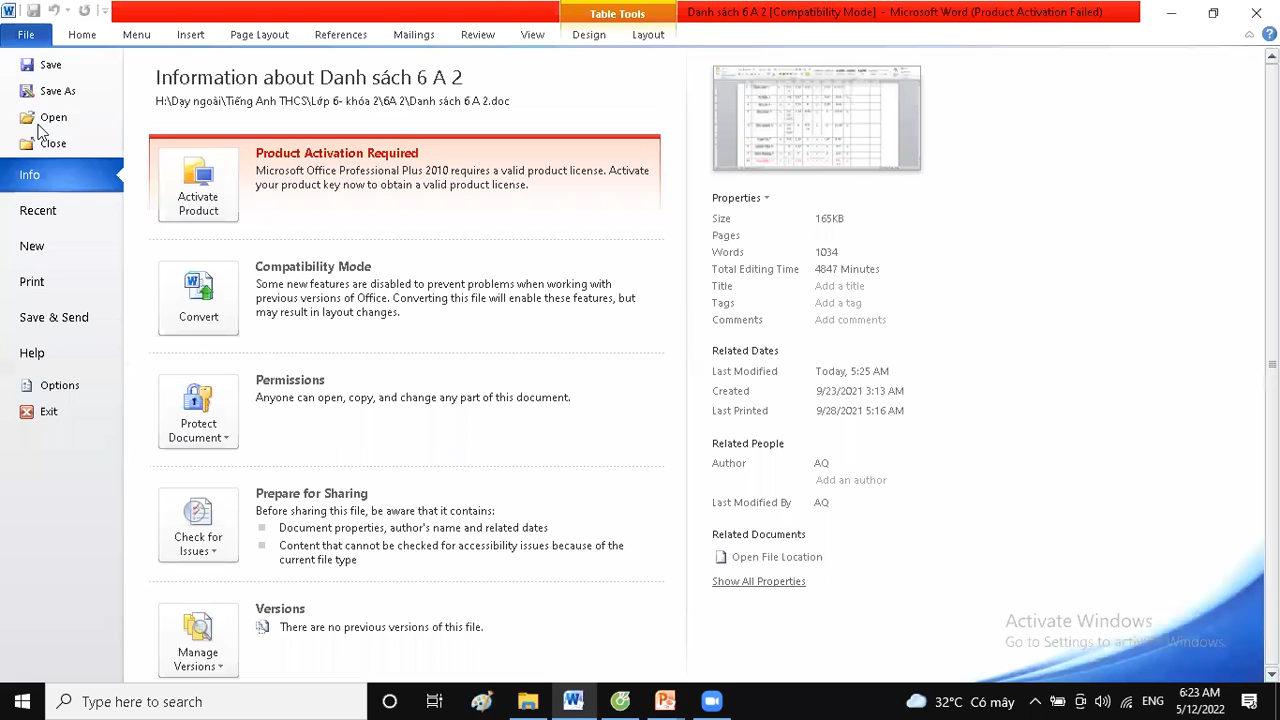 Table Tools
Danh sách 6 A 2 [Compatibility Mode] - Microsoft Word (Product Activation Failed)
File Home Menu Insert Page Layout References Mailings Review View Design Layout
Save
Save As
Open
Close
Info
Recent
New
Print
Save & Send
Help
Options
Exit
Information about Danh sách 6 A 2
H:\Dạy ngoài\Tiếng Anh THCS\Lớp 6- khóa 2\6A 2\Danh sách 6 A 2.doc
Activate
Product
Product Activation Required
Microsoft Office Professional Plus 2010 requires a valid product license. Activate
your product key now to obtain a valid product license.
Convert
Compatibility Mode
Some new features are disabled to prevent problems when working with
previous versions of Office. Converting this file will enable these features, but
may result in layout changes.
Protect
Document
Permissions
Anyone can open, copy, and change any part of this document.
Check for
Issues
Prepare for Sharing
Before sharing this file, be aware that it contains:
Document properties, author's name and related dates
Content that cannot be checked for accessibility issues because of the
current file type
Manage
Versions
Versions
There are no previous versions of this file.
Properties
Size 165KB
Pages
Words 1034
Total Editing Time 4847 Minutes
Title Add a title
Tags Add a tag
Comments Add comments
Related Dates
Last Modified Today, 5:25 AM
Created 9/23/2021 3:13 AM
Last Printed 9/28/2021 5:16 AM
Related People
Author AQ
Add an author
Last Modified By AQ
Related Documents
Open File Location
Show All Properties
Activate Windows
Go to Settings to activate Windows.
Type here to search
32°C Có mây
ENG
6:23 AM
5/12/2022